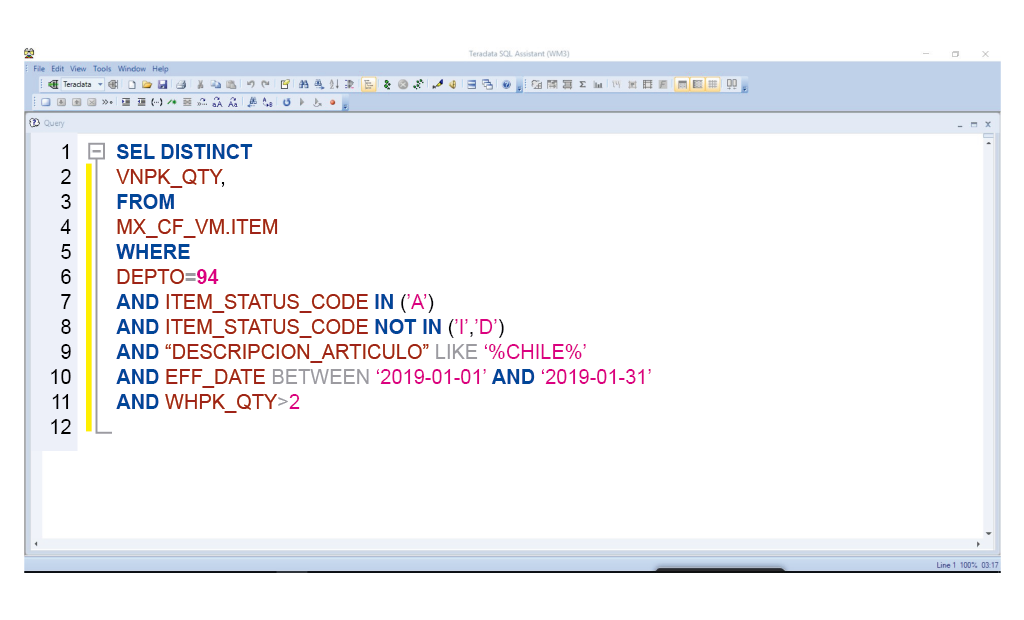 Teradata SQL Assistant (WM3)
File Edit View Tools Window Help
Teradata
Query
1 SEL DISTINCT
2 VNPK_QTY,
3 FROM
4 MX_CF_VM.ITEM
5 WHERE
6 DEPTO=94
7 AND ITEM_STATUS_CODE IN (’A’)
8 AND ITEM_STATUS_CODE NOT IN (’I’,’D’)
9 AND “DESCRIPCION_ARTICULO” LIKE ‘%CHILE%’
10 AND EFF_DATE BETWEEN ‘2019-01-01’ AND ‘2019-01-31’
11 AND WHPK_QTY>2
12
Line 1 100% 03:17